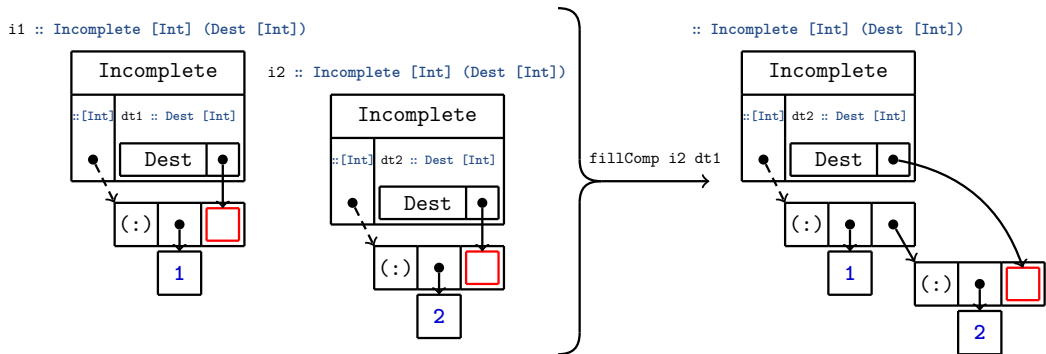 i1 :: Incomplete [Int] (Dest [Int])
Incomplete
::[Int] dt1 :: Dest [Int]
Dest
(:)
1
i2 :: Incomplete [Int] (Dest [Int])
Incomplete
::[Int] dt2 :: Dest [Int]
Dest
(:)
2
fillComp i2 dt1
:: Incomplete [Int] (Dest [Int])
Incomplete
::[Int] dt2 :: Dest [Int]
Dest
(:)
1
(:)
2